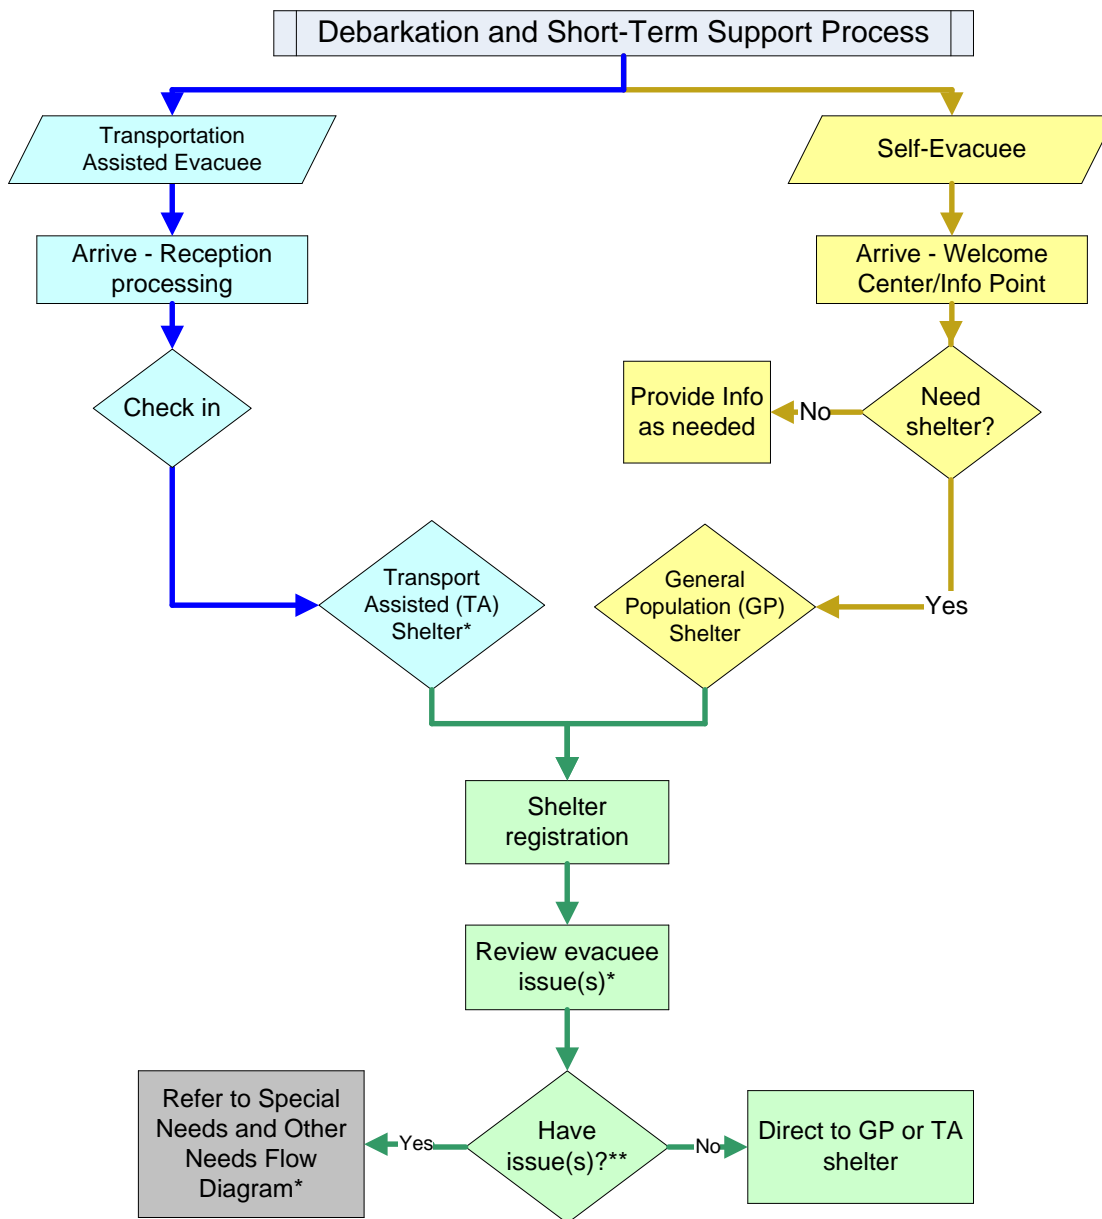 Debarkation and Short-Term Support Process
Transportation
Assisted Evacuee
Self-Evacuee
Arrive - Reception
processing
Arrive - Welcome
Center/Info Point
Check in
Provide Info
as needed
No
Need
shelter?
Transport
Assisted (TA)
Shelter*
General
Population (GP)
Shelter
Yes
Shelter
registration
Review evacuee
issue(s)*
Refer to Special
Needs and Other
Needs Flow
Diagram*
Yes
Have
issue(s)?**
No
Direct to GP or TA
shelter